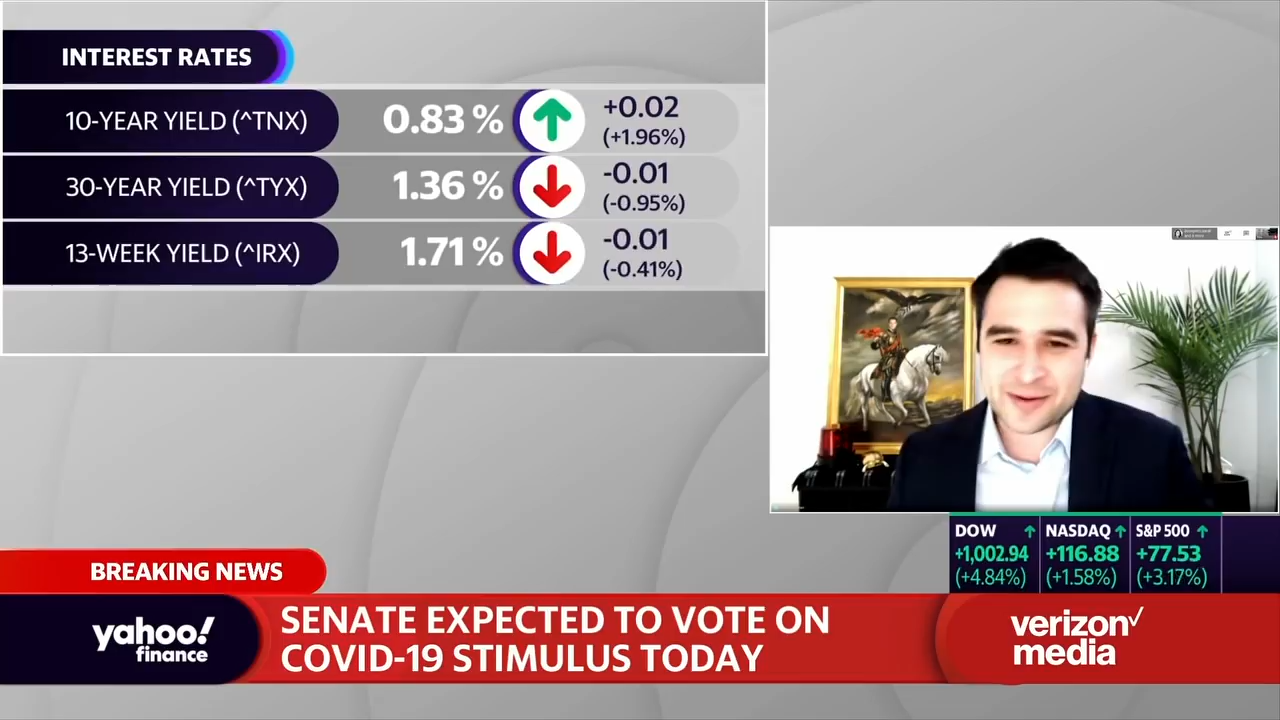 INTEREST RATES
10-YEAR YIELD (^TNX) 0.83 % +0.02 (+1.96%)
30-YEAR YIELD (^TYX) 1.36 % -0.01 (-0.95%)
13-WEEK YIELD (^IRX) 1.71 % -0.01 (-0.41%)
DOW NASDAQ S&P 500
+1,002.94 +116.88 +77.53
(+4.84%) (+1.58%) (+3.17%)
BREAKING NEWS
yahoo!
finance
SENATE EXPECTED TO VOTE ON
COVID-19 STIMULUS TODAY
verizon✓
media